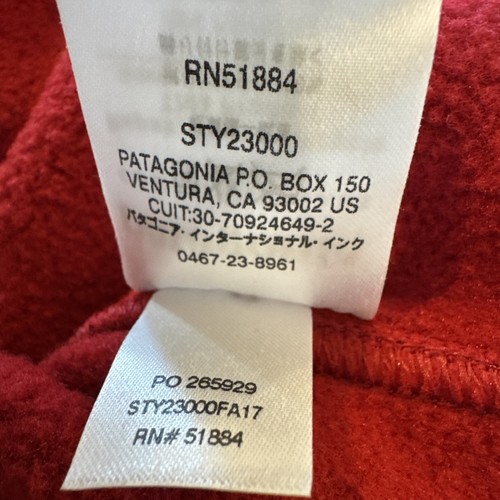 RN51884
STY23000
PATAGONIA P.O. BOX 150
VENTURA, CA 93002 US
CUIT:30-70924649-2
パタゴニア・インターナショナル・インク
0467-23-8961
PO 265929
STY23000FA17
RN# 51884